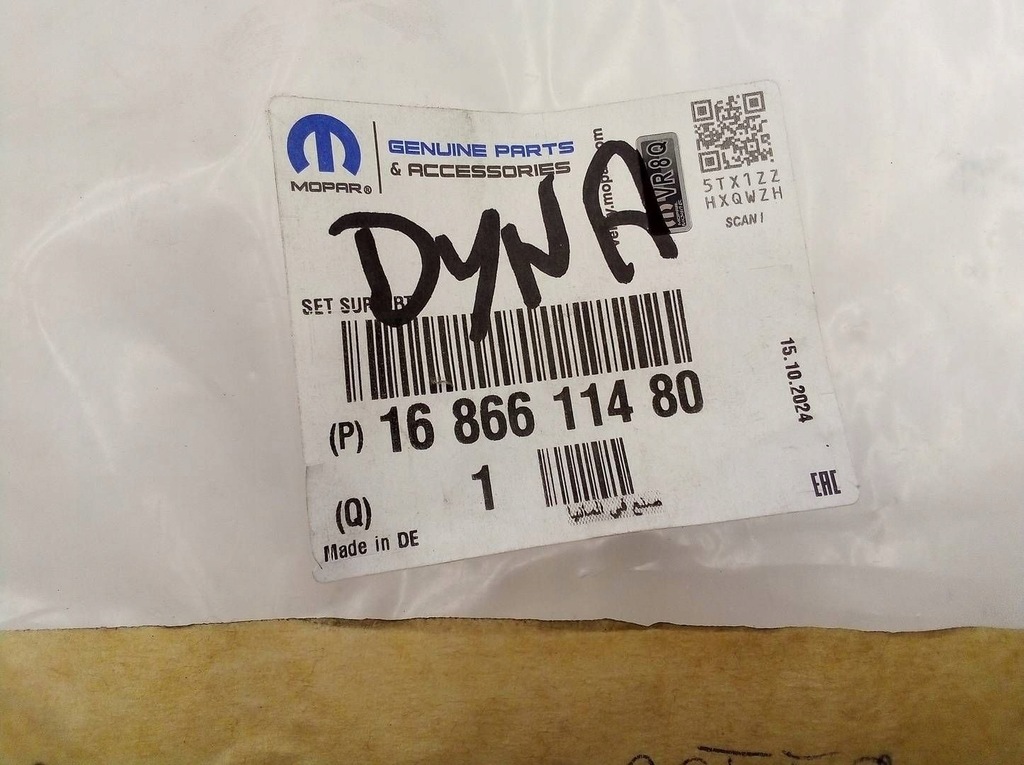 MOPAR®
GENUINE PARTS
& ACCESSORIES
VR8Q
5TX1ZZ
HXQWZH
SCAN!
DYNA
SET
(P) 16 866 114 80
15.10.2024
(Q) 1
EAC
Made in DE